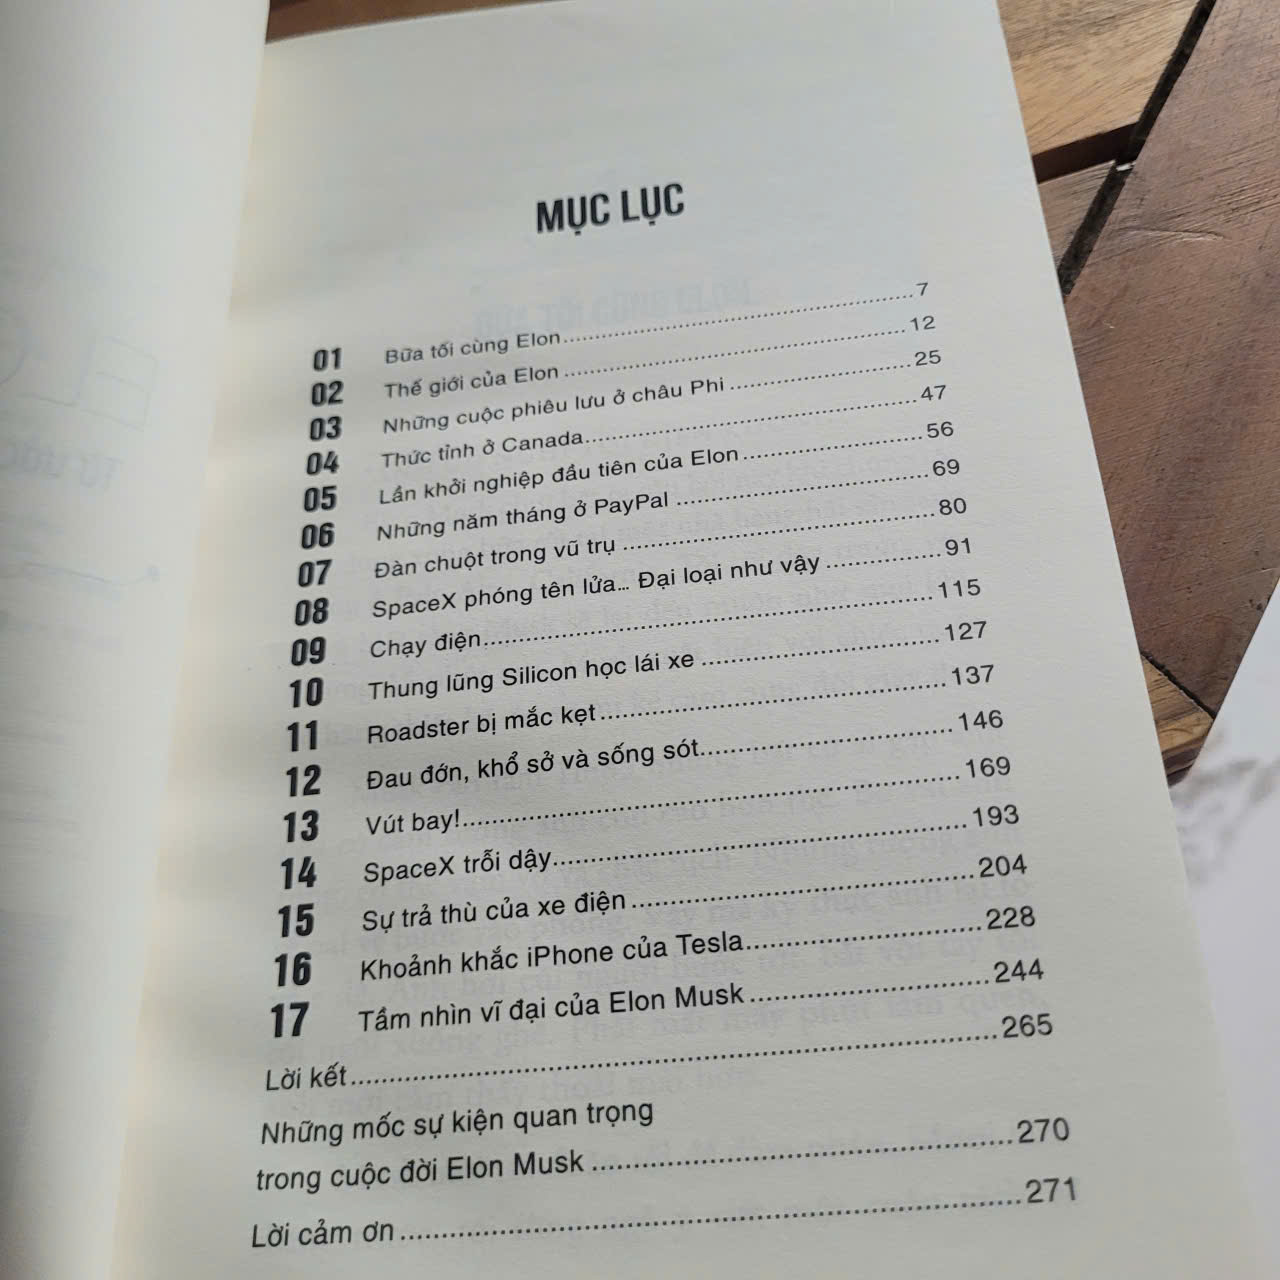 MỤC LỤC
01 Bữa tối cùng Elon 7
02 Thế giới của Elon 12
03 Những cuộc phiêu lưu ở châu Phi 25
04 Thức tỉnh ở Canada 47
05 Lần khởi nghiệp đầu tiên của Elon 56
06 Những năm tháng ở PayPal 69
07 Đàn chuột trong vũ trụ 80
08 SpaceX phóng tên lửa... Đại loại như vậy 91
09 Chạy điện 115
10 Thung lũng Silicon học lái xe 127
11 Roadster bị mắc kẹt 137
12 Đau đớn, khổ sở và sống sót 146
13 Vút bay! 169
14 SpaceX trỗi dậy 193
15 Sự trả thù của xe điện 204
16 Khoảnh khắc iPhone của Tesla 228
17 Tầm nhìn vĩ đại của Elon Musk 244
Lời kết 265
Những mốc sự kiện quan trọng
trong cuộc đời Elon Musk 270
Lời cảm ơn 271